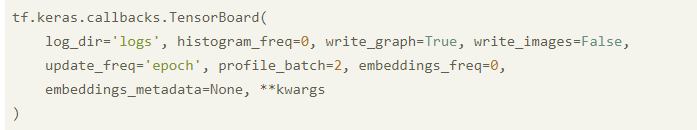 tf.keras.callbacks.TensorBoard(
    log_dir='logs', histogram_freq=0, write_graph=True, write_images=False,
    update_freq='epoch', profile_batch=2, embeddings_freq=0,
    embeddings_metadata=None, **kwargs
)